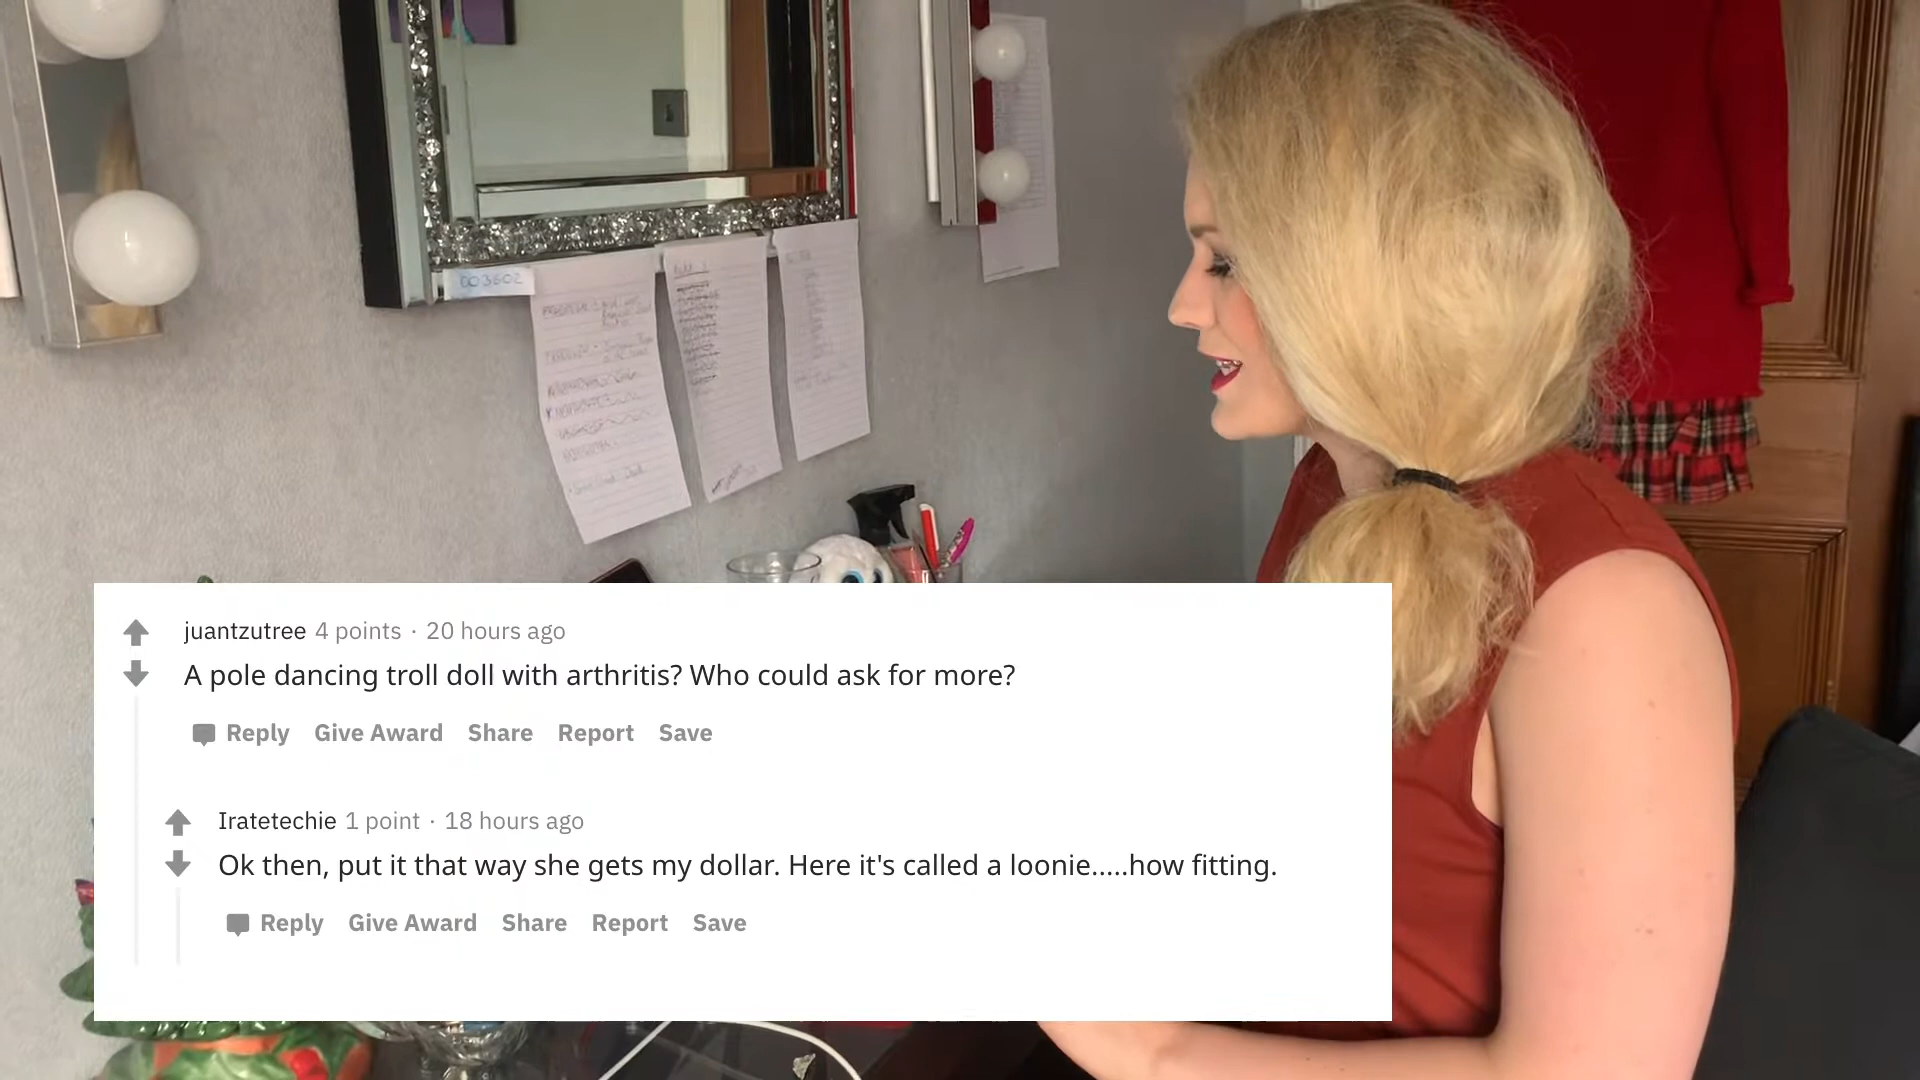 003602
juantzutree 4 points · 20 hours ago
A pole dancing troll doll with arthritis? Who could ask for more?
Reply Give Award Share Report Save
Iratetechie 1 point · 18 hours ago
Ok then, put it that way she gets my dollar. Here it's called a loonie.....how fitting.
Reply Give Award Share Report Save